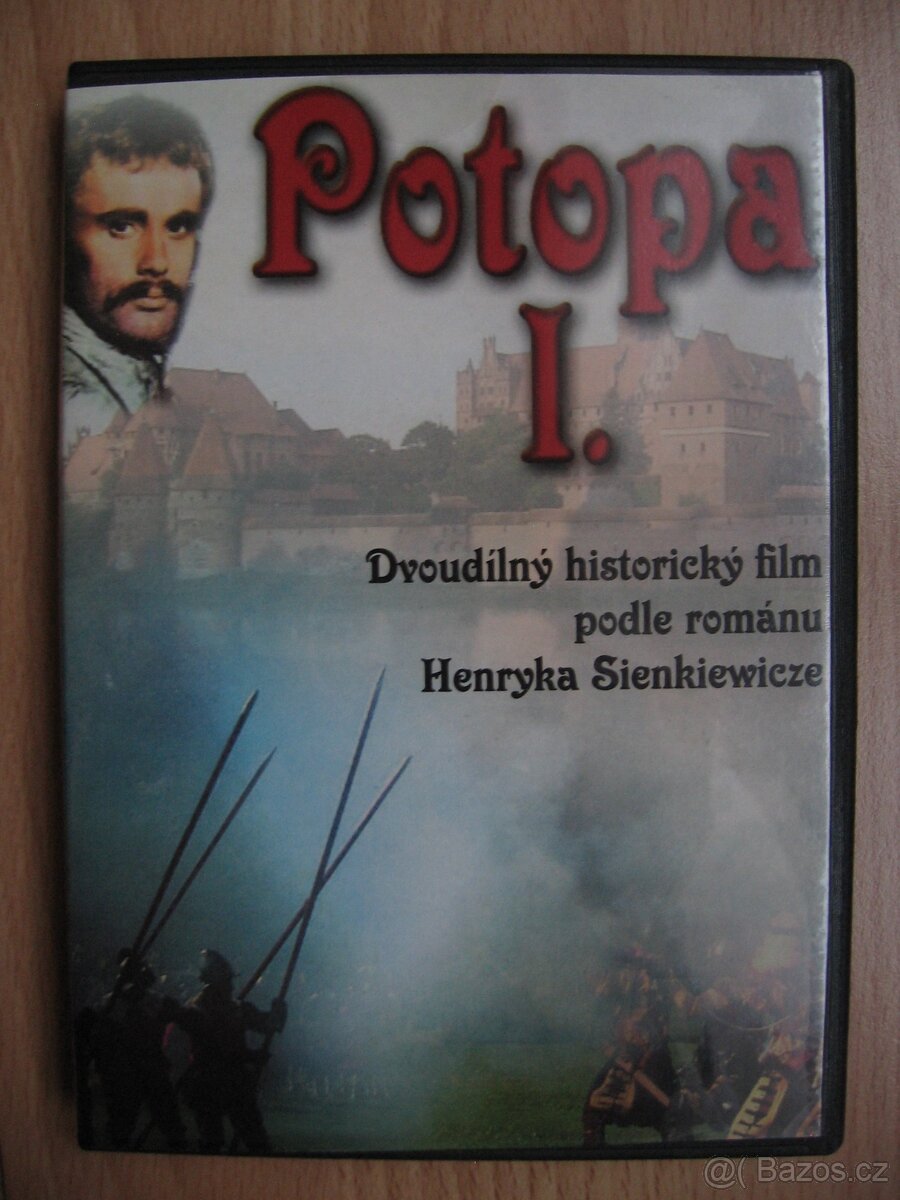 Potopa
I.
Dvoudílný historický film
podle románu
Henryka Sienkiewicze
@( Bazos.cz